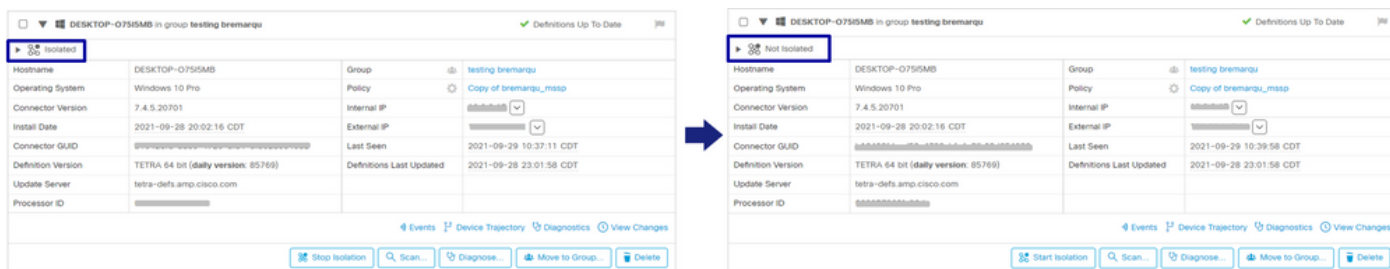 DESKTOP-O75I5MB in group testing bremarqu Definitions Up To Date
Isolated
Hostname DESKTOP-O75I5MB Group testing bremarqu
Operating System Windows 10 Pro Policy Copy of bremarqu_mssp
Connector Version 7.4.5.20701 Internal IP
Install Date 2021-09-28 20:02:16 CDT External IP
Connector GUID Last Seen 2021-09-29 10:37:11 CDT
Definition Version TETRA 64 bit (daily version: 85769) Definitions Last Updated 2021-09-28 23:01:58 CDT
Update Server tetra-defs.amp.cisco.com
Processor ID
Events Device Trajectory Diagnostics View Changes
Stop Isolation Scan... Diagnose... Move to Group... Delete
DESKTOP-O75I5MB in group testing bremarqu Definitions Up To Date
Not Isolated
Hostname DESKTOP-O75I5MB Group testing bremarqu
Operating System Windows 10 Pro Policy Copy of bremarqu_mssp
Connector Version 7.4.5.20701 Internal IP
Install Date 2021-09-28 20:02:16 CDT External IP
Connector GUID Last Seen 2021-09-29 10:39:58 CDT
Definition Version TETRA 64 bit (daily version: 85769) Definitions Last Updated 2021-09-28 23:01:58 CDT
Update Server tetra-defs.amp.cisco.com
Processor ID
Events Device Trajectory Diagnostics View Changes
Start Isolation Scan... Diagnose... Move to Group... Delete